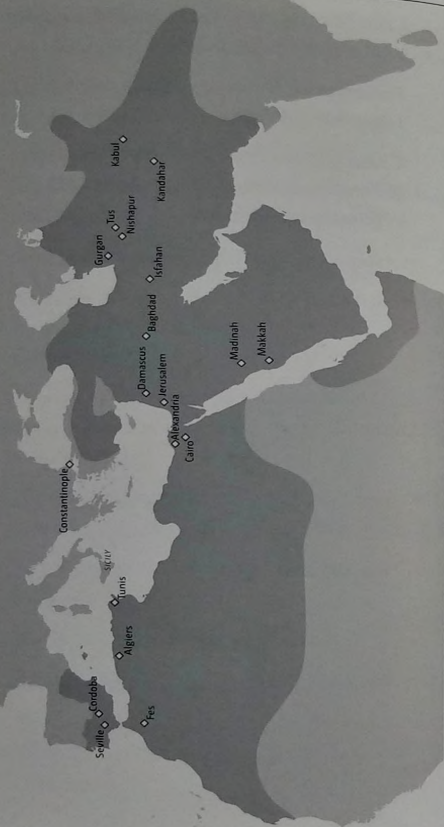 Seville
Cordoba
Fes
Algiers
Tunis
SICILY
Constantinople
Alexandria
Cairo
Jerusalem
Damascus
Madinah
Makkah
Baghdad
Isfahan
Gurgan
Tus
Nishapur
Kabul
Kandahar